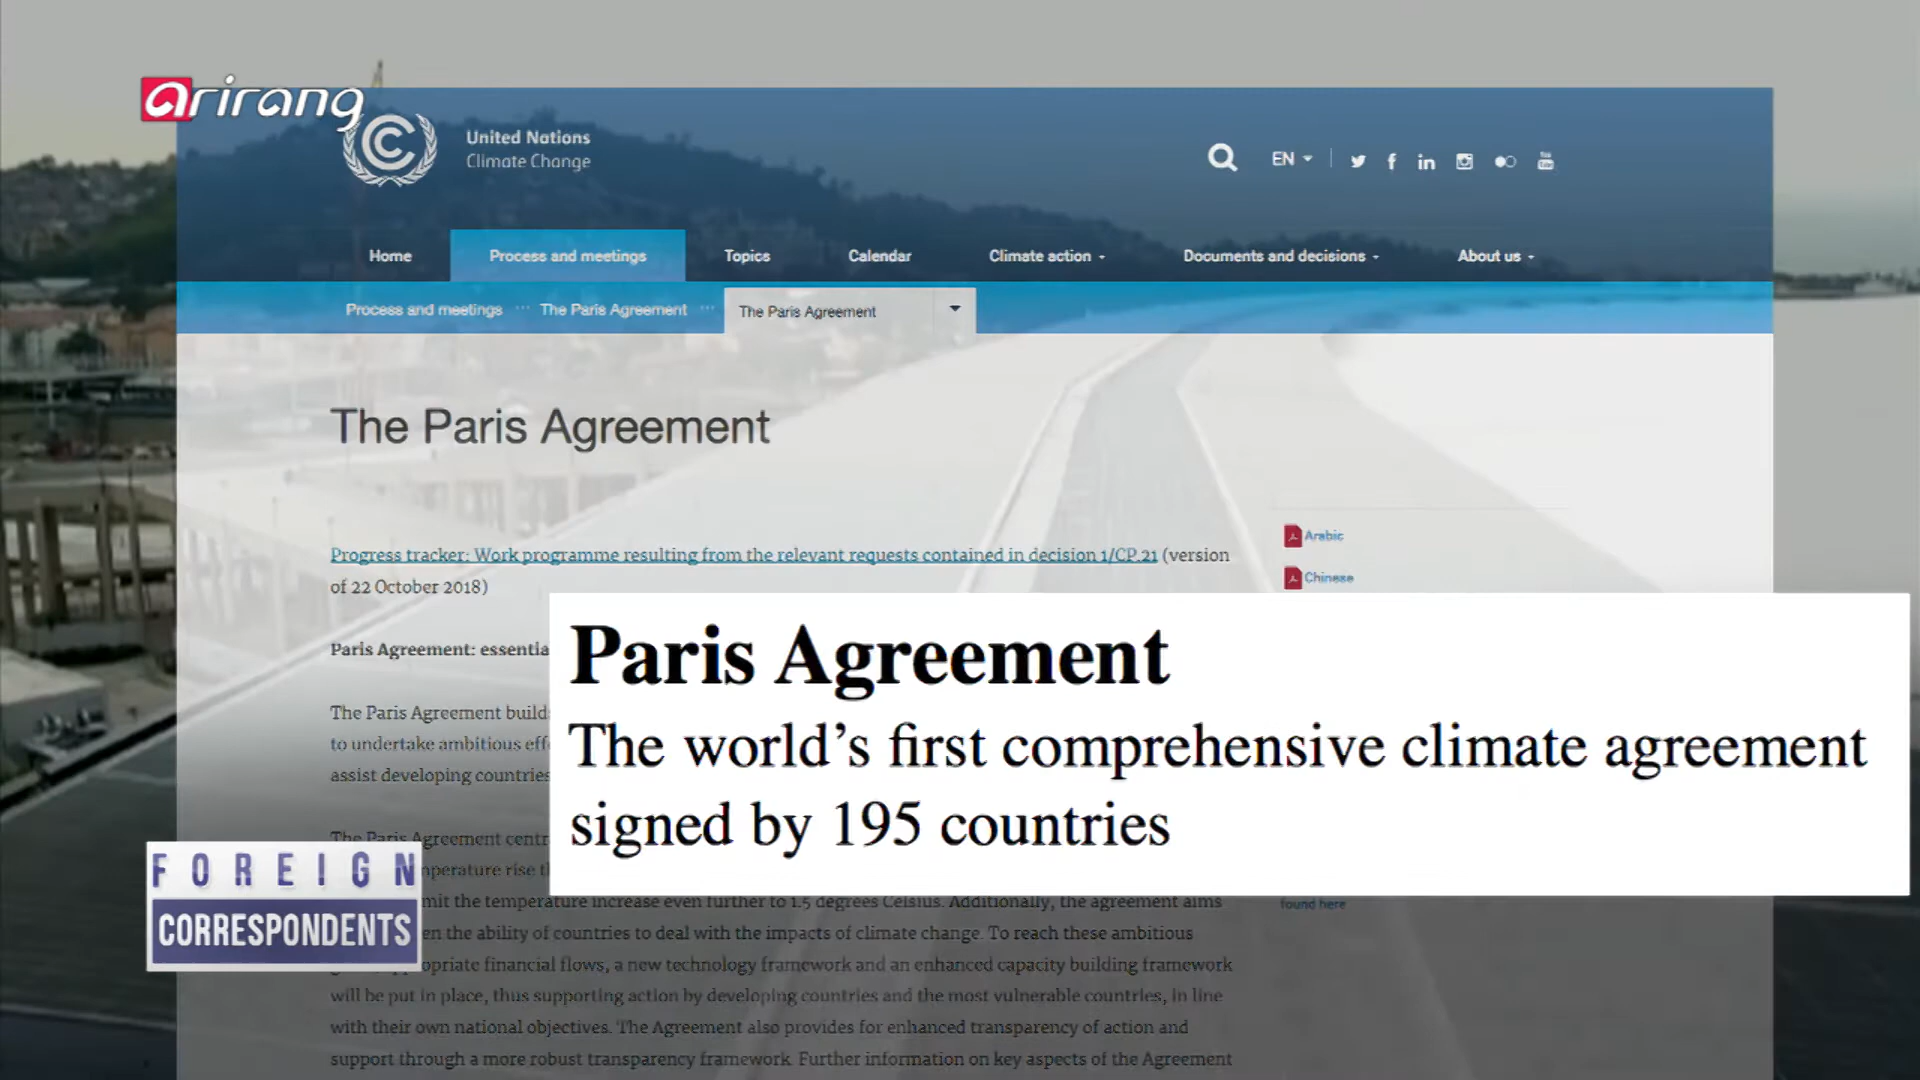 arirang
United Nations
Climate Change
EN
Home
Process and meetings
Topics
Calendar
Climate action
Documents and decisions
About us
Process and meetings ... The Paris Agreement ... The Paris Agreement
The Paris Agreement
Progress tracker: Work programme resulting from the relevant requests contained in decision 1/CP.21 (version
of 22 October 2018)
Arabic
Chinese
Paris Agreement:
The Paris Agreement
to undertake ambitious
assist developing countries
Paris Agreement
The world's first comprehensive climate agreement
signed by 195 countries
The Paris Agreement
temperature rise
the temperature increase even further to 1.5 degrees Celsius. Additionally, the agreement aims
found here
the ability of countries to deal with the impacts of climate change. To reach these ambitious
financial flows, a new technology framework and an enhanced capacity building framework
will be put in place, thus supporting action by developing countries and the most vulnerable countries, in line
with their own national objectives. The Agreement also provides for enhanced transparency of action and
support through a more robust transparency framework. Further information on key aspects of the Agreement
FOREIGN
CORRESPONDENTS